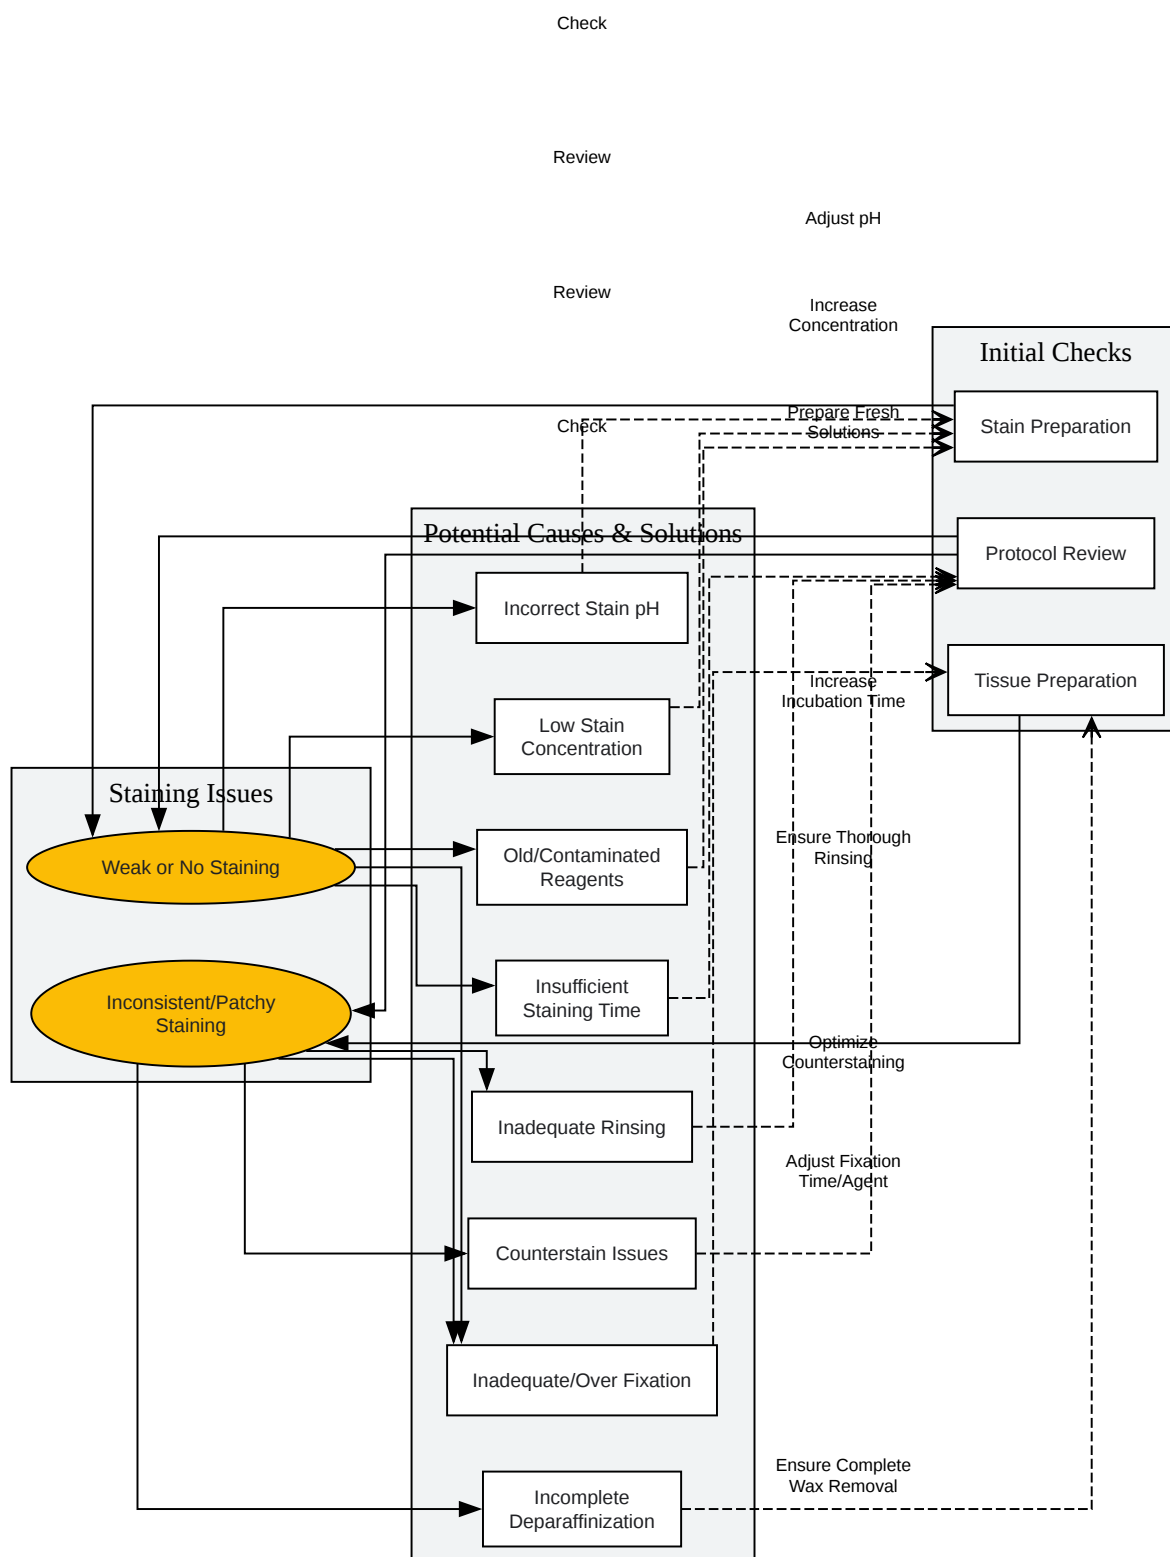 Check
Review
Adjust pH
Review
Increase
Concentration
Initial Checks
Prepare Fresh
Solutions
Check
Stain Preparation
Potential Causes & Solutions
Protocol Review
Incorrect Stain pH
Increase
Incubation Time
Tissue Preparation
Low Stain
Concentration
Staining Issues
Weak or No Staining
Old/Contaminated
Reagents
Ensure Thorough
Rinsing
Inconsistent/Patchy
Staining
Insufficient
Staining Time
Optimize
Counterstaining
Inadequate Rinsing
Adjust Fixation
Time/Agent
Counterstain Issues
Inadequate/Over Fixation
Ensure Complete
Wax Removal
Incomplete
Deparaffinization